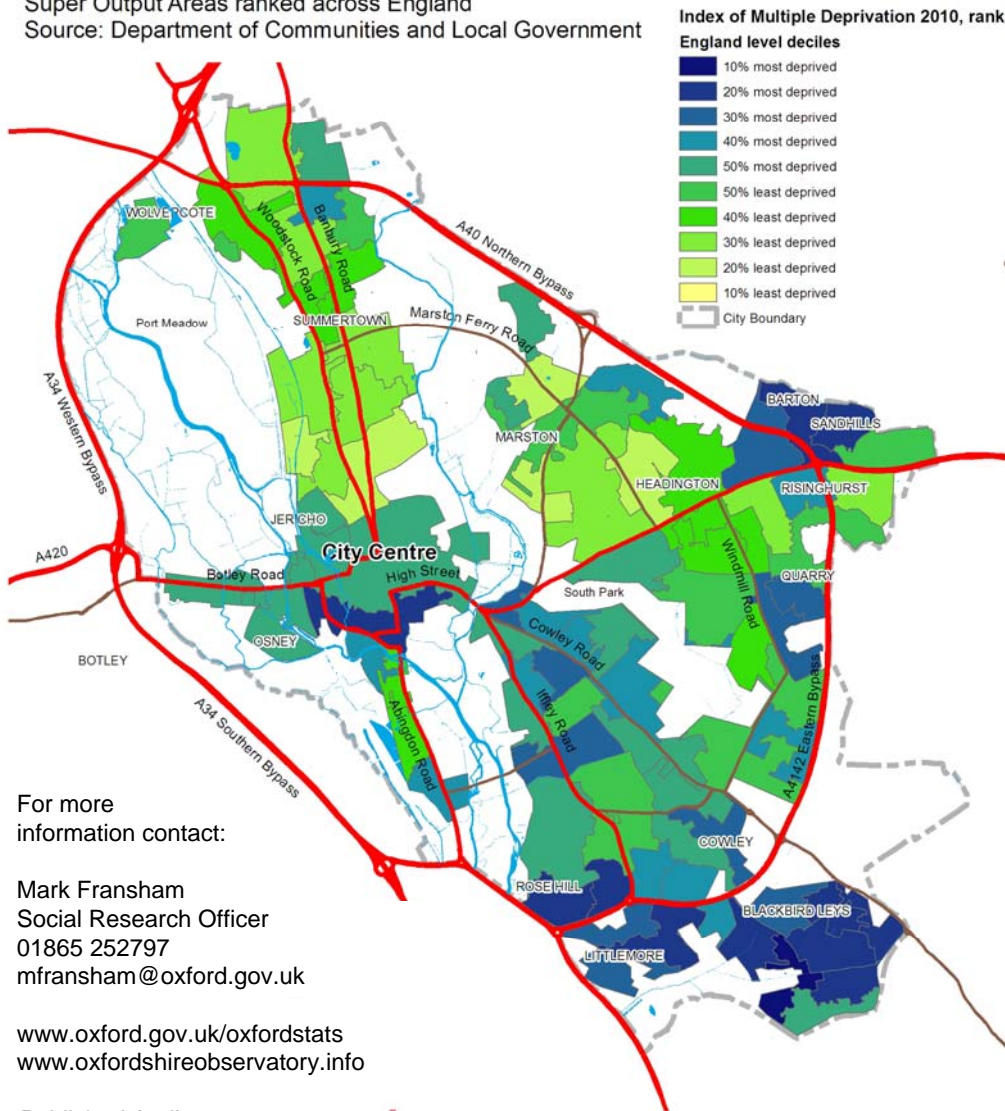 Super Output Areas ranked across England
Source: Department of Communities and Local Government
Index of Multiple Deprivation 2010, rank
England level deciles
10% most deprived
20% most deprived
30% most deprived
40% most deprived
50% most deprived
50% least deprived
40% least deprived
30% least deprived
20% least deprived
10% least deprived
City Boundary
WOLVERCOTE
Woodstock Road
Banbury Road
A40 Northern Bypass
Port Meadow
SUMMERTOWN
Marston Ferry Road
A34 Western Bypass
BARTON
SANDHILLS
MARSTON
HEADINGTON
RISINGHURST
JERICHO
City Centre
A420
Botley Road
High Street
Windmill Road
South Park
QUARRY
OSNEY
Cowley Road
BOTLEY
Iffley Road
A34 Southern Bypass
Abingdon Road
A4142 Eastern Bypass
COWLEY
ROSE HILL
BLACKBIRD LEYS
LITTLEMORE
For more
information contact:
Mark Fransham
Social Research Officer
01865 252797
mfransham@oxford.gov.uk
www.oxford.gov.uk/oxfordstats
www.oxfordshireobservatory.info